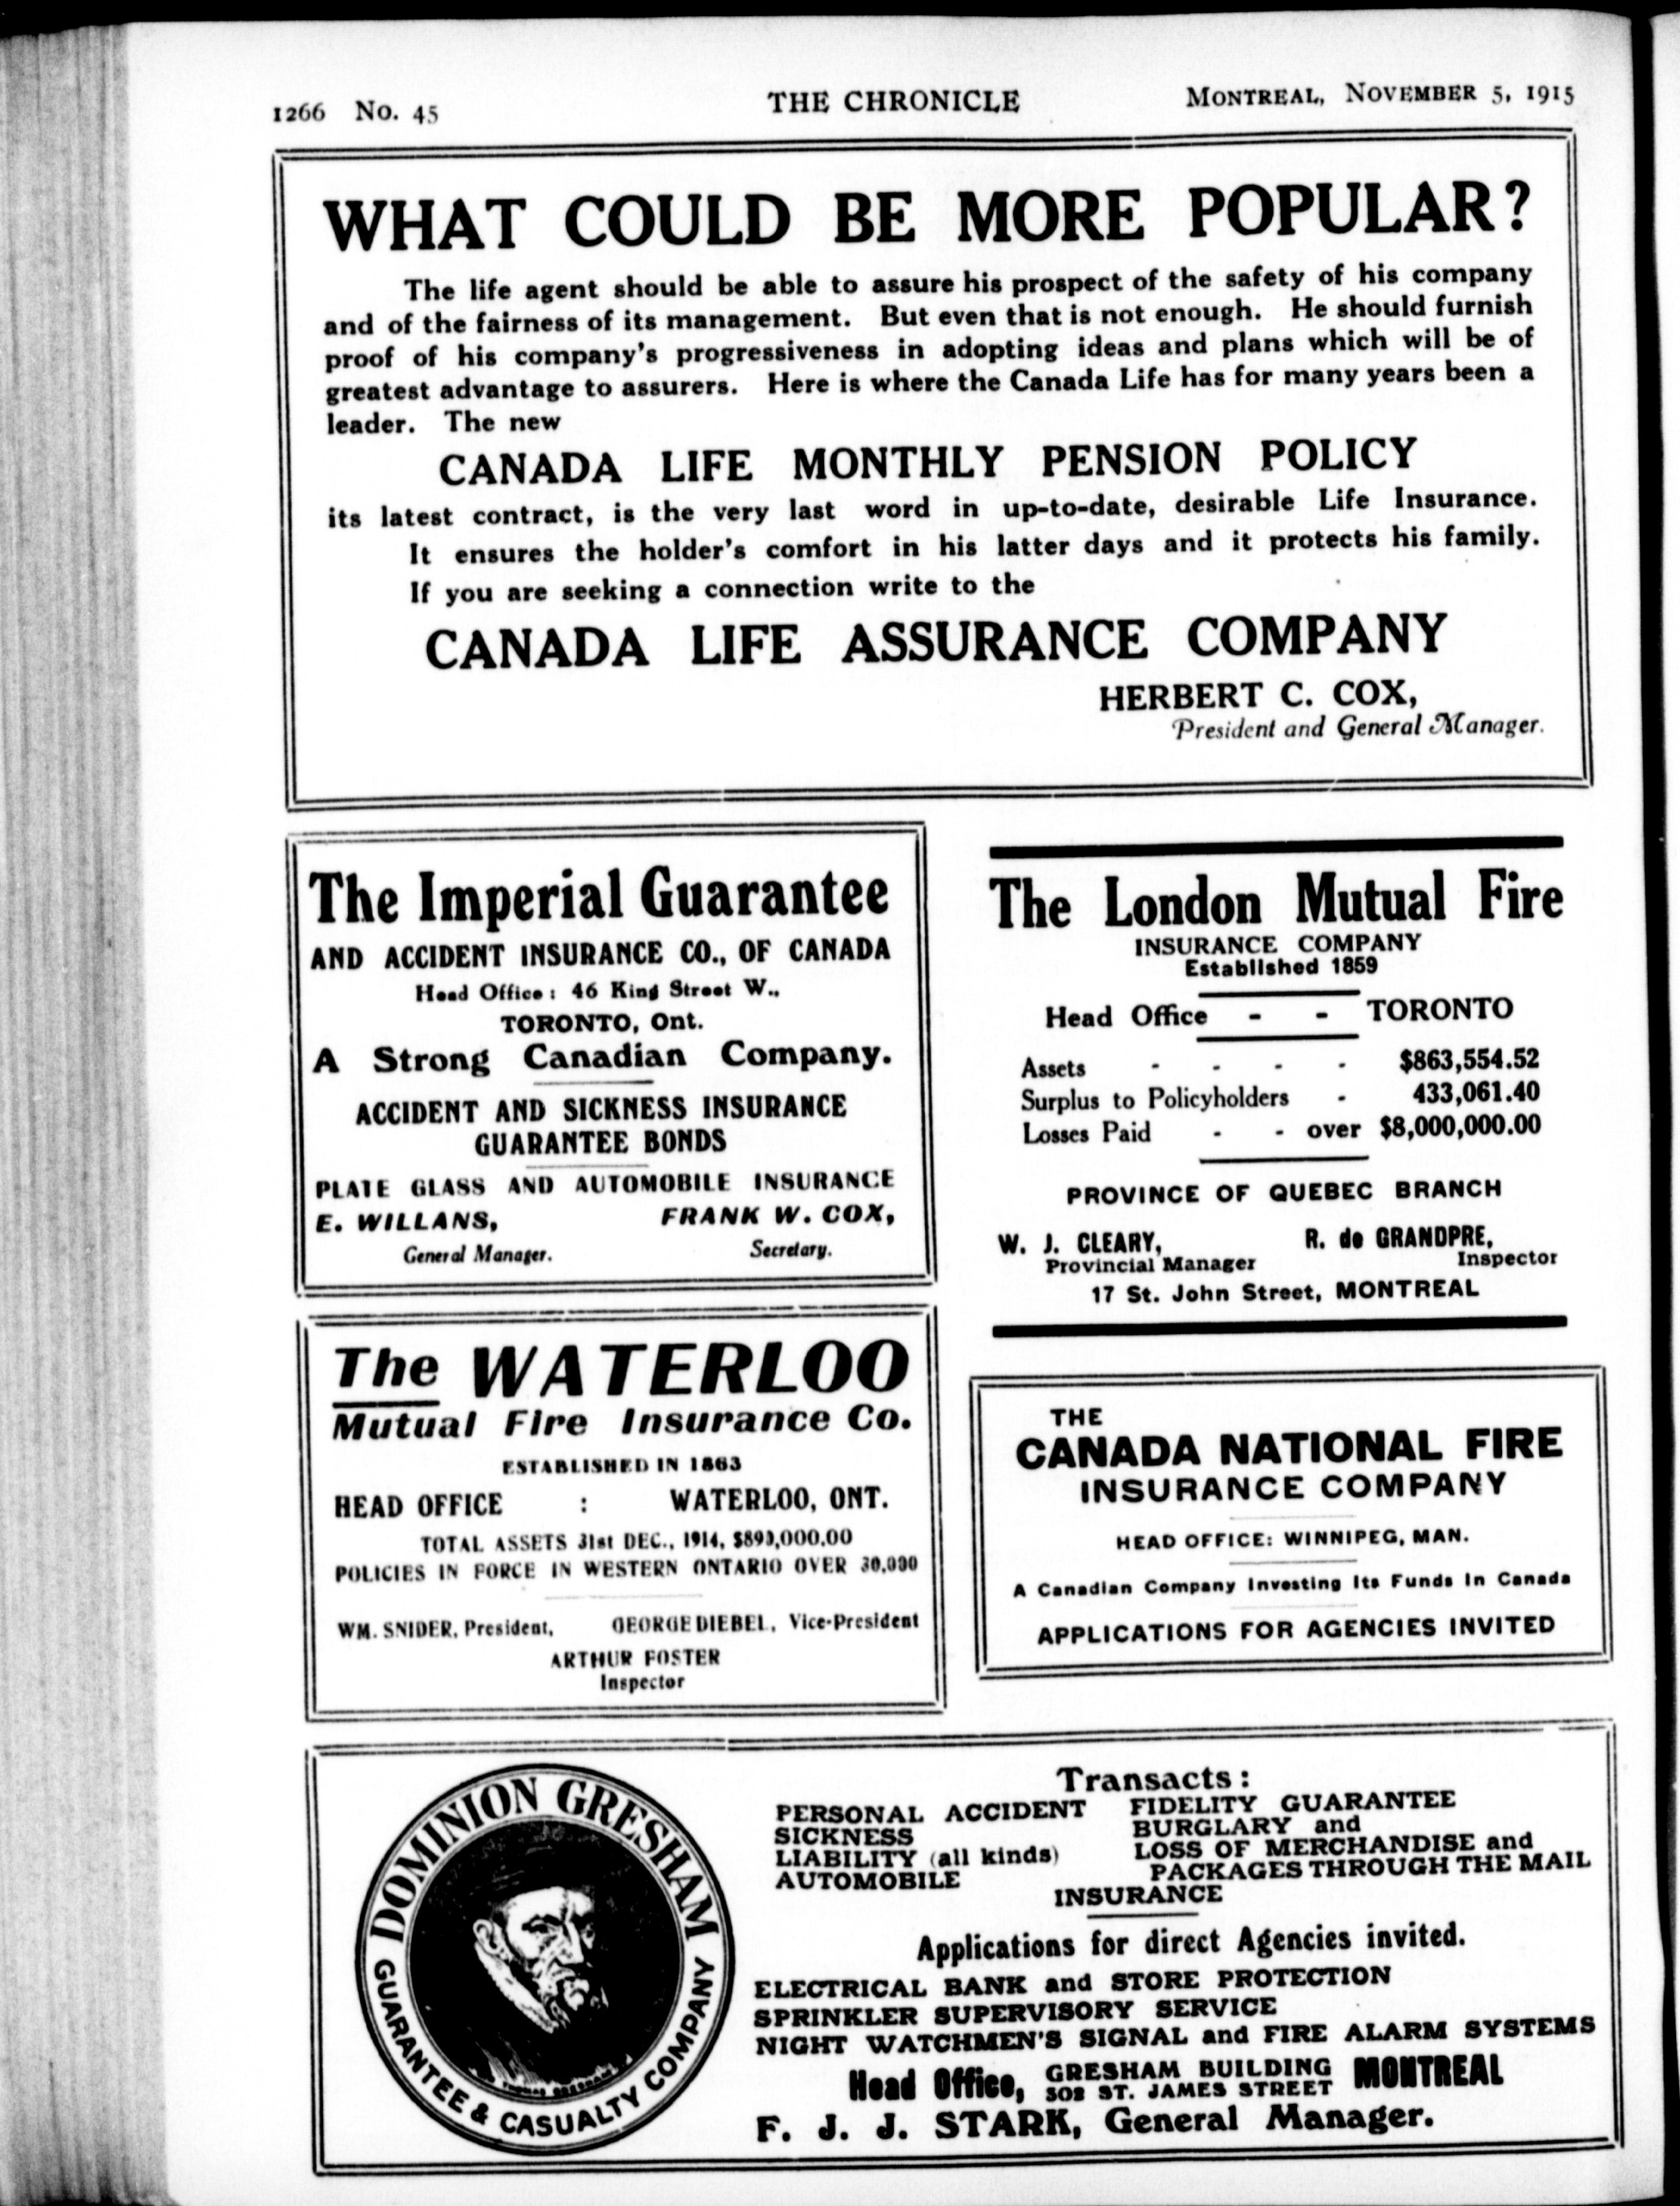 1266 No. 45 THE CHRONICLE MONTREAL, NOVEMBER 5, 1915
WHAT COULD BE MORE POPULAR?
The life agent should be able to assure his prospect of the safety of his company
and of the fairness of its management. But even that is not enough. He should furnish
proof of his company's progressiveness in adopting ideas and plans which will be of
greatest advantage to assurers. Here is where the Canada Life has for many years been a
leader. The new
CANADA LIFE MONTHLY PENSION POLICY
its latest contract, is the very last word in up-to-date, desirable Life Insurance.
It ensures the holder's comfort in his latter days and it protects his family.
If you are seeking a connection write to the
CANADA LIFE ASSURANCE COMPANY
HERBERT C. COX,
President and General Manager.
The Imperial Guarantee
AND ACCIDENT INSURANCE CO., OF CANADA
Head Office: 46 King Street W.,
TORONTO, Ont.
A Strong Canadian Company.
ACCIDENT AND SICKNESS INSURANCE
GUARANTEE BONDS
PLATE GLASS AND AUTOMOBILE INSURANCE
E. WILLANS, FRANK W. COX,
General Manager. Secretary.
The London Mutual Fire
INSURANCE COMPANY
Established 1859
Head Office - - TORONTO
Assets - - - - $863,554.52
Surplus to Policyholders - 433,061.40
Losses Paid - - over $8,000,000.00
PROVINCE OF QUEBEC BRANCH
W. J. CLEARY, R. de GRANDPRE,
Provincial Manager Inspector
17 St. John Street, MONTREAL
The WATERLOO
Mutual Fire Insurance Co.
ESTABLISHED IN 1863
HEAD OFFICE : WATERLOO, ONT.
TOTAL ASSETS 31st DEC., 1914,
POLICIES IN FORCE IN WESTERN ONTARIO OVER 30,000
WM. SNIDER, President, GEORGE DIEBEL, Vice-President
ARTHUR FOSTER
Inspector
THE
CANADA NATIONAL FIRE
INSURANCE COMPANY
HEAD OFFICE: WINNIPEG, MAN.
A Canadian Company Investing Its Funds In Canada
APPLICATIONS FOR AGENCIES INVITED
DOMINION GRESHAM
GUARANTEE & CASUALTY COMPANY
THOMAS GRESHAM
Transacts:
PERSONAL ACCIDENT FIDELITY GUARANTEE
SICKNESS BURGLARY and
LIABILITY (all kinds) LOSS OF MERCHANDISE and
AUTOMOBILE PACKAGES THROUGH THE MAIL
INSURANCE
Applications for direct Agencies invited.
ELECTRICAL BANK and STORE PROTECTION
SPRINKLER SUPERVISORY SERVICE
NIGHT WATCHMEN'S SIGNAL and FIRE ALARM SYSTEMS
Head Office, GRESHAM BUILDING MONTREAL
302 ST. JAMES STREET
F. J. J. STARK, General Manager.